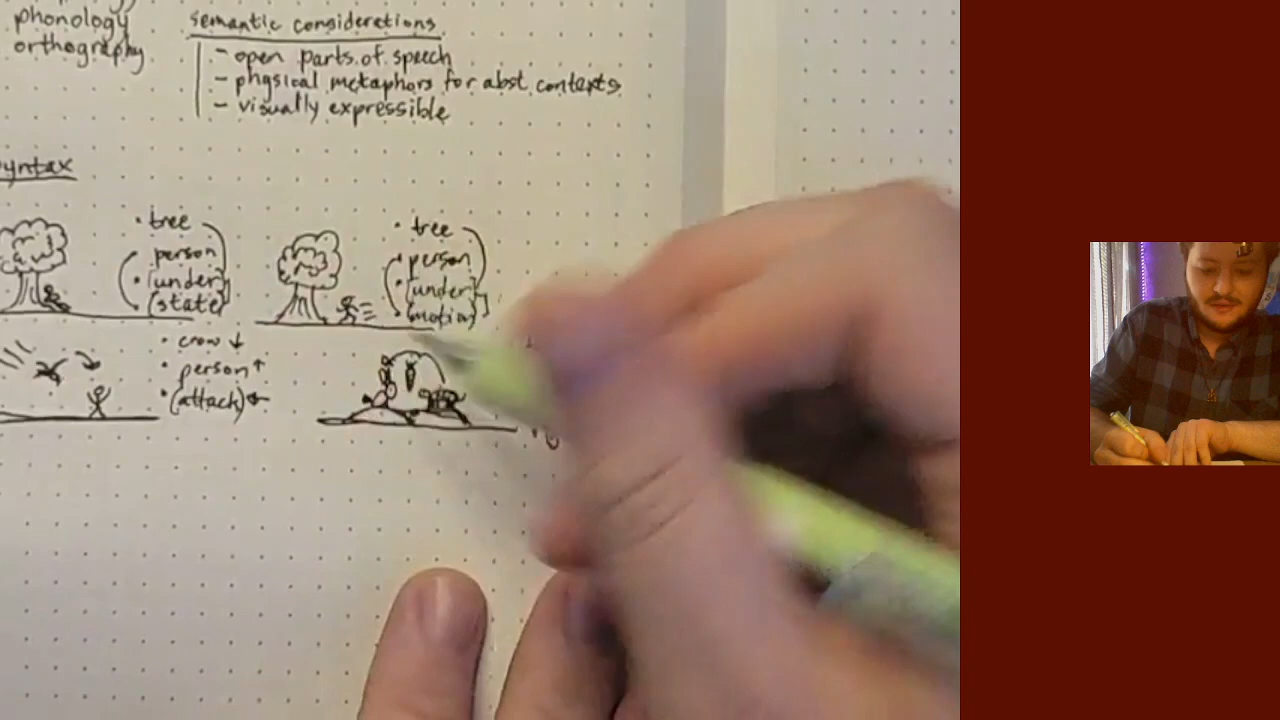 phonology
orthography
semantic considerations
- open parts of speech
- physical metaphors for abst contexts
- visually expressible
yntax
• tree
person
• (under)
(state)
• tree
• person
• (under)
(motion)
• crow ↓
• person ↑
• (attack) ←